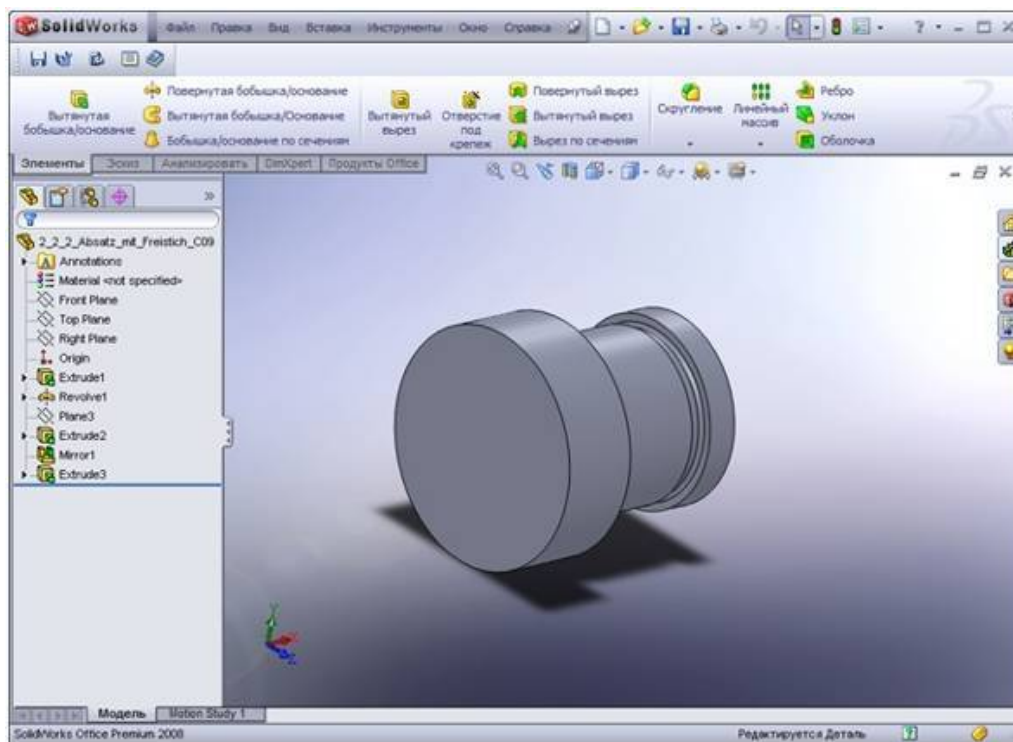 SolidWorks Файл Правка Вид Вставка Инструменты Окно Справка ?
Вытянутая бобышка/основание
Повернутая бобышка/основание
Вытянутая бобышка/Основание
Бобышка/основание по сечениям
Вытянутый вырез
Отверстие под крепеж
Повернутый вырез
Вытянутый вырез
Вырез по сечениям
Скругление
Линейный массив
Ребро
Уклон
Оболочка
Элементы Эскиз Анализировать DimXpert Продукты Office
2_2_2_Absatz_mit_Freistich_C09
Annotations
Material <not specified>
Front Plane
Top Plane
Right Plane
Origin
Extrude1
Revolve1
Plane3
Extrude2
Mirror1
Extrude3
Модель Motion Study 1
SolidWorks Office Premium 2008 Редактируется Деталь ?